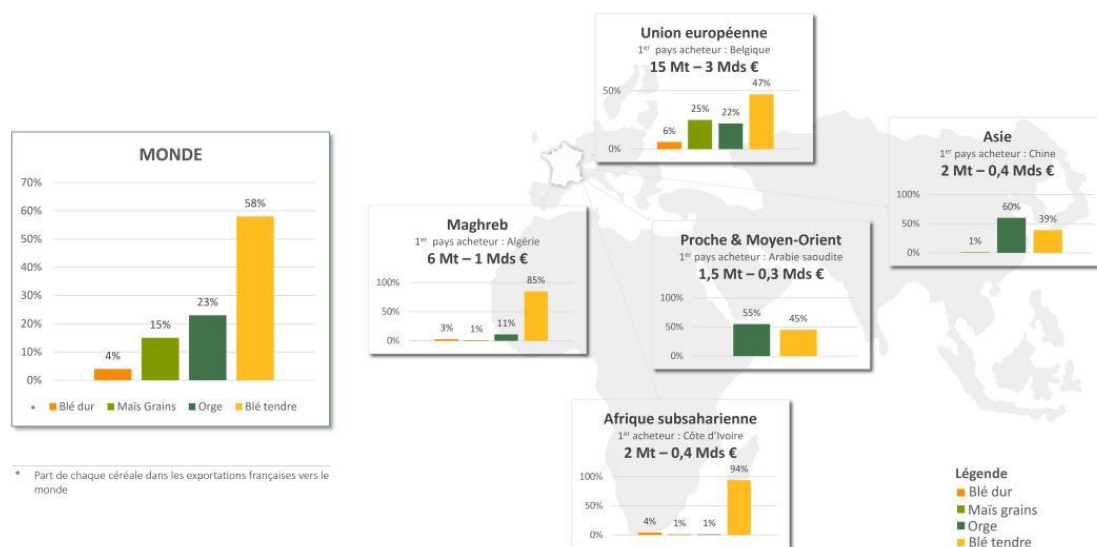 MONDE
70%
60%
50%
40%
30%
20%
10%
0%
4%
15%
23%
58%
Blé dur Maïs Grains Orge Blé tendre
* Part de chaque céréale dans les exportations françaises vers le
monde
Union européenne
1er pays acheteur : Belgique
15 Mt – 3 Mds €
50%
0%
6%
25%
22%
47%
Maghreb
1er pays acheteur : Algérie
6 Mt – 1 Mds €
100%
50%
0%
3%
1%
11%
85%
Proche & Moyen-Orient
1er pays acheteur : Arabie saoudite
1,5 Mt – 0,3 Mds €
100%
50%
0%
55%
45%
Asie
1er pays acheteur : Chine
2 Mt – 0,4 Mds €
100%
50%
0%
1%
60%
39%
Afrique subsaharienne
1er acheteur : Côte d'Ivoire
2 Mt – 0,4 Mds €
100%
50%
0%
4%
1%
1%
94%
Légende
Blé dur
Maïs grains
Orge
Blé tendre